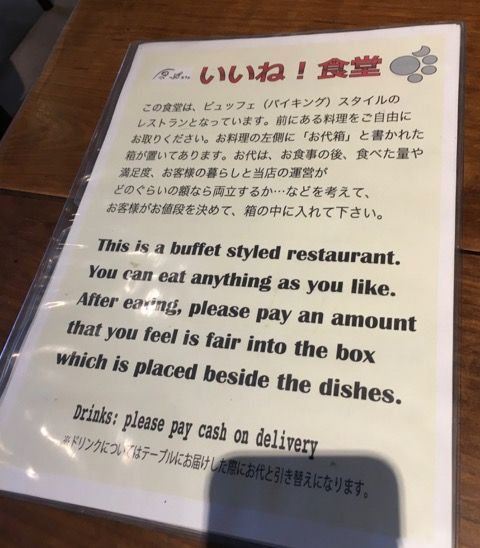 いいね！食堂
この食堂は、ビュッフェ（バイキング）スタイルの
レストランとなっています。前にある料理をご自由に
お取りください。お料理の左側に「お代箱」と書かれた
箱が置いてあります。お代は、お食事の後、食べた量や
満足度、お客様の暮らしと当店の運営が
どのぐらいの額なら両立するか…などを考えて、
お客様がお値段を決めて、箱の中に入れて下さい。
This is a buffet styled restaurant.
You can eat anything as you like.
After eating, please pay an amount
that you feel is fair into the box
which is placed beside the dishes.
Drinks: please pay cash on delivery
※ドリンクについてはテーブルにお届けした際にお代と引き替えになります。